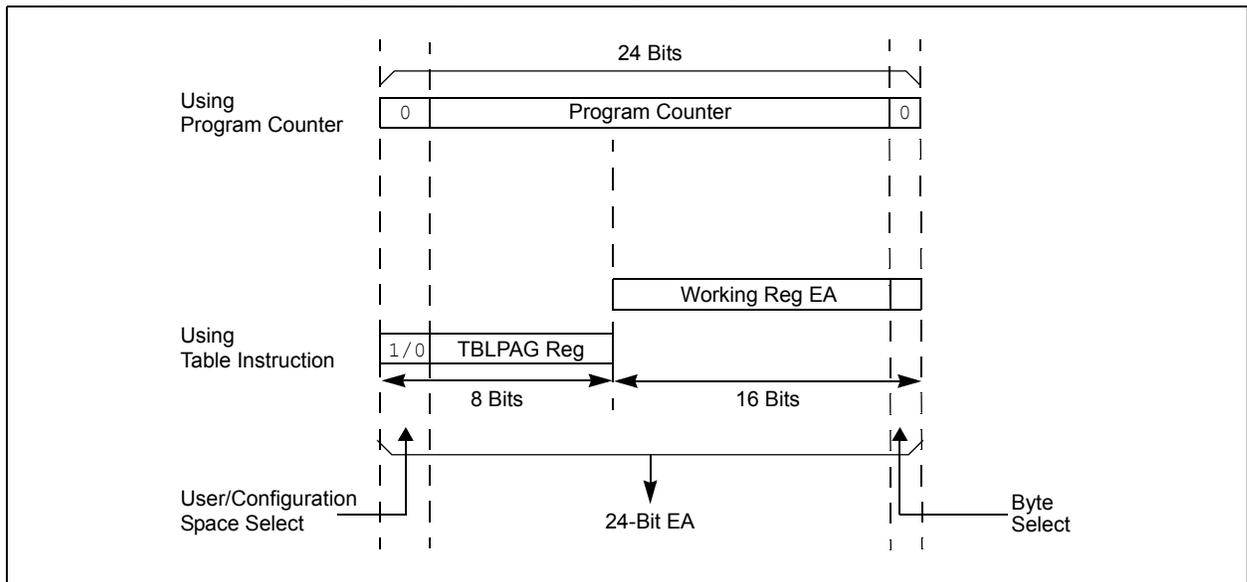 24 Bits
Using
Program Counter
0
Program Counter
0
Working Reg EA
Using
Table Instruction
1/0
TBLPAG Reg
8 Bits
16 Bits
User/Configuration
Space Select
24-Bit EA
Byte
Select